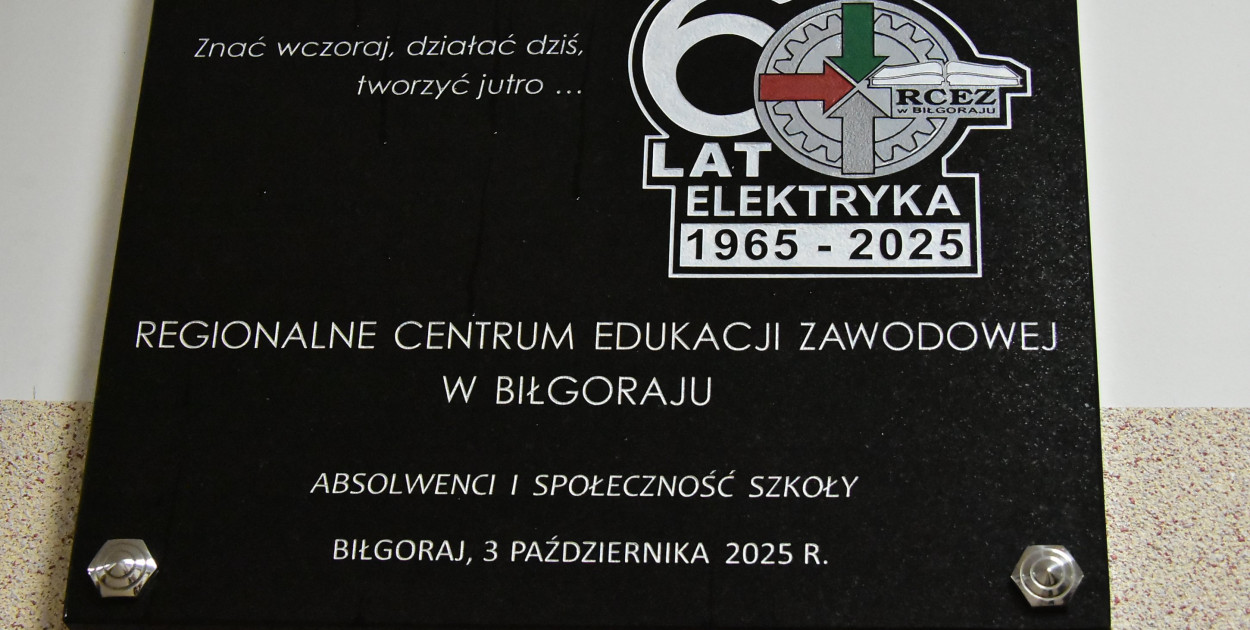 Znać wczoraj, działać dziś,
tworzyć jutro ...
60
RCEZ
W BIŁGORAJU
LAT
ELEKTRYKA
1965 - 2025
REGIONALNE CENTRUM EDUKACJI ZAWODOWEJ
W BIŁGORAJU
ABSOLWENCI I SPOŁECZNOŚĆ SZKOŁY
BIŁGORAJ, 3 PAŹDZIERNIKA 2025 R.